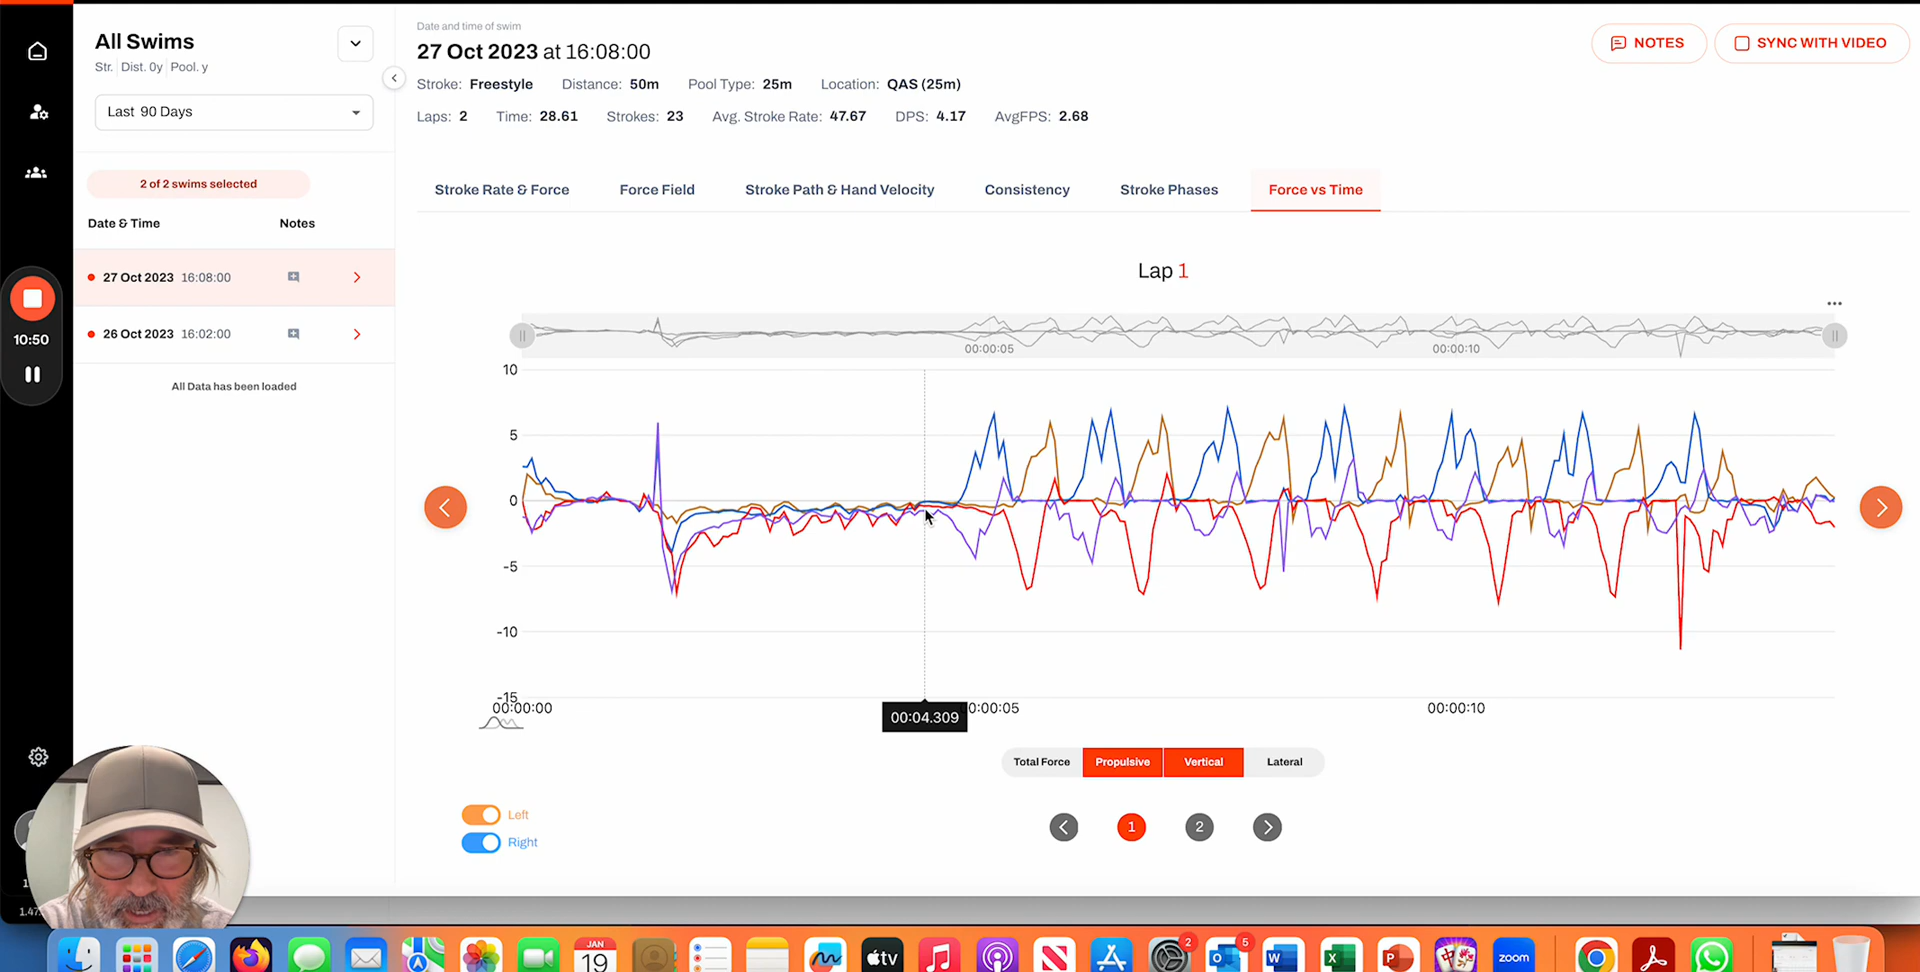 All Swims
Str. Dist. 0y Pool. y
Last 90 Days
2 of 2 swims selected
Date & Time Notes
27 Oct 2023 16:08:00
26 Oct 2023 16:02:00
All Data has been loaded
10:50
Date and time of swim
27 Oct 2023 at 16:08:00
Stroke: Freestyle Distance: 50m Pool Type: 25m Location: QAS (25m)
Laps: 2 Time: 28.61 Strokes: 23 Avg. Stroke Rate: 47.67 DPS: 4.17 AvgFPS: 2.68
NOTES
SYNC WITH VIDEO
Stroke Rate & Force Force Field Stroke Path & Hand Velocity Consistency Stroke Phases Force vs Time
Lap 1
00:00:05 00:00:10
10
5
0
-5
-10
-15
00:00:00 00:04.309 00:00:05 00:00:10
Total Force Propulsive Vertical Lateral
Left
Right
1 2
1.47
JAN
19
tv
2
5
W
X
P
zoom